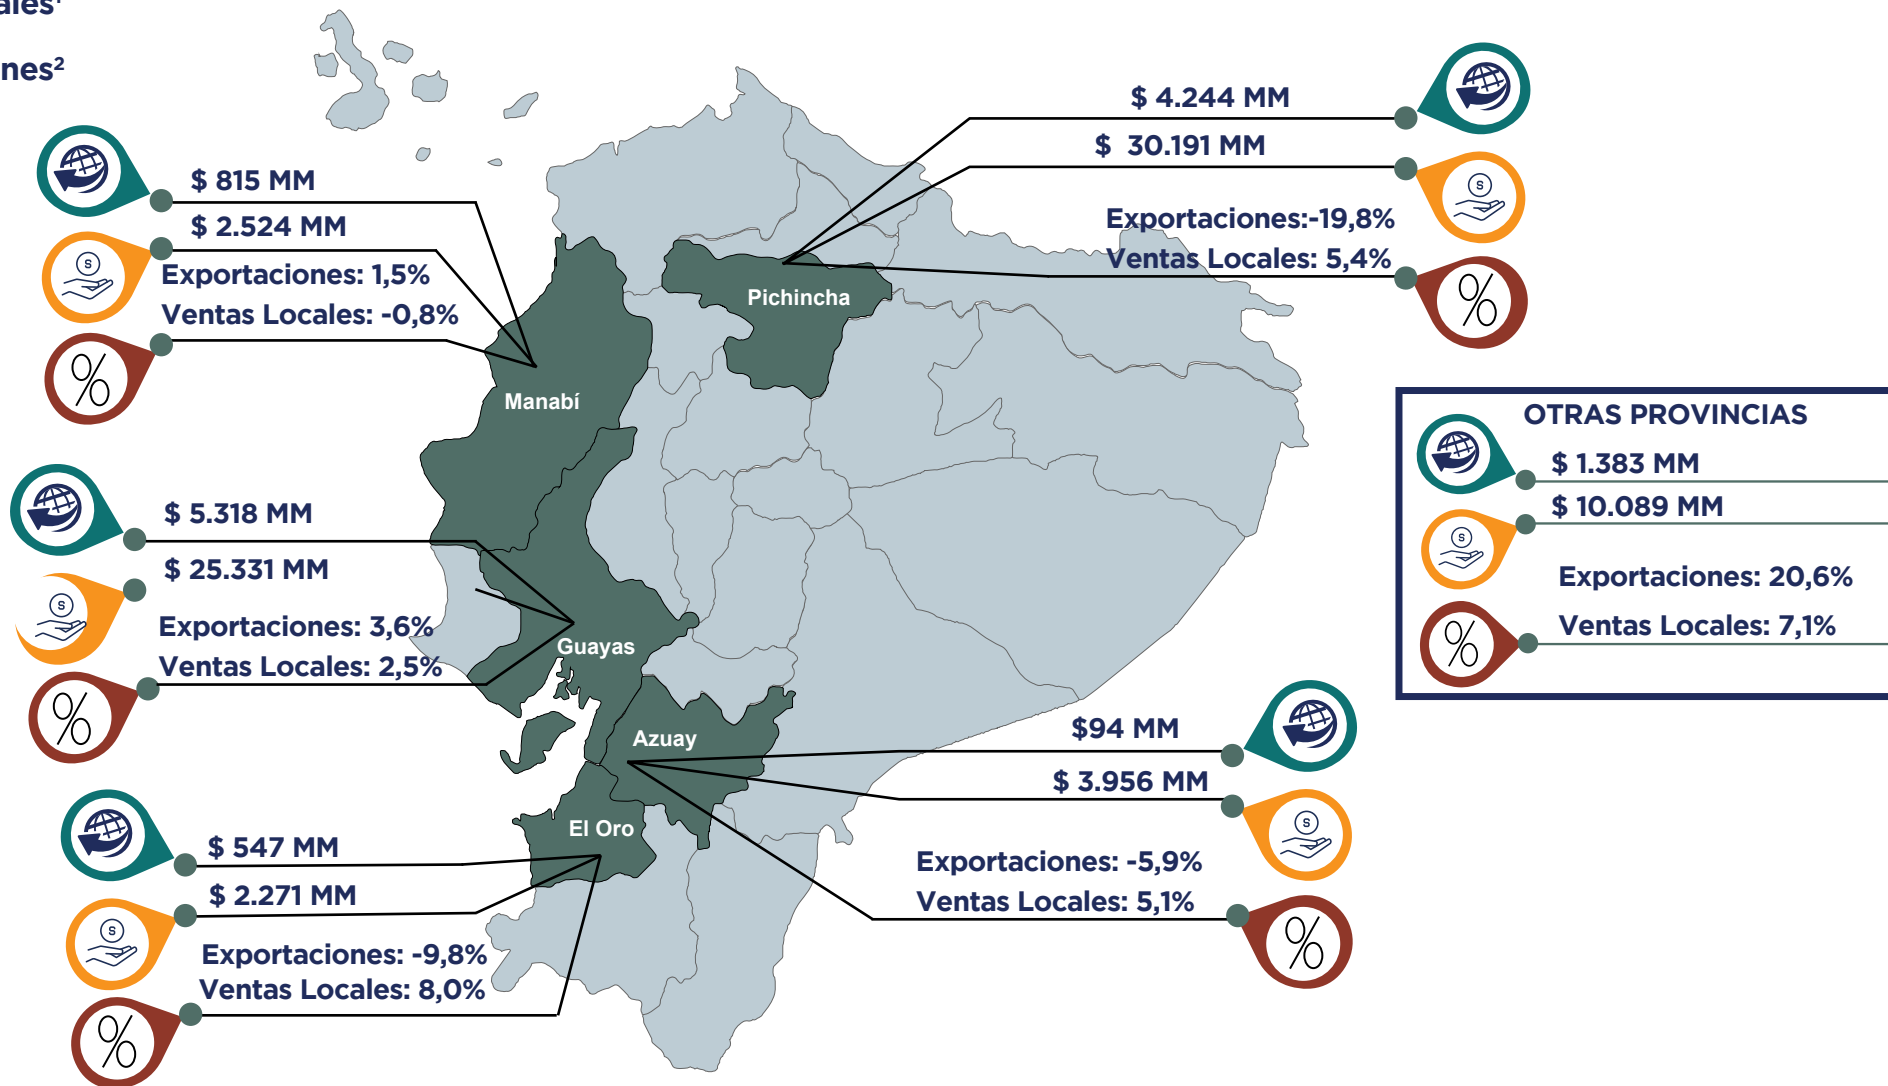 ales¹
nes²
$ 815 MM
$ 2.524 MM
Exportaciones: 1,5%
Ventas Locales: -0,8%
%
Manabí
$ 4.244 MM
$ 30.191 MM
Exportaciones:-19,8%
Ventas Locales: 5,4%
%
Pichincha
$ 5.318 MM
$ 25.331 MM
Exportaciones: 3,6%
Ventas Locales: 2,5%
%
Guayas
OTRAS PROVINCIAS
$ 1.383 MM
$ 10.089 MM
Exportaciones: 20,6%
Ventas Locales: 7,1%
%
Azuay
$94 MM
$ 3.956 MM
Exportaciones: -5,9%
Ventas Locales: 5,1%
%
El Oro
$ 547 MM
$ 2.271 MM
Exportaciones: -9,8%
Ventas Locales: 8,0%
%